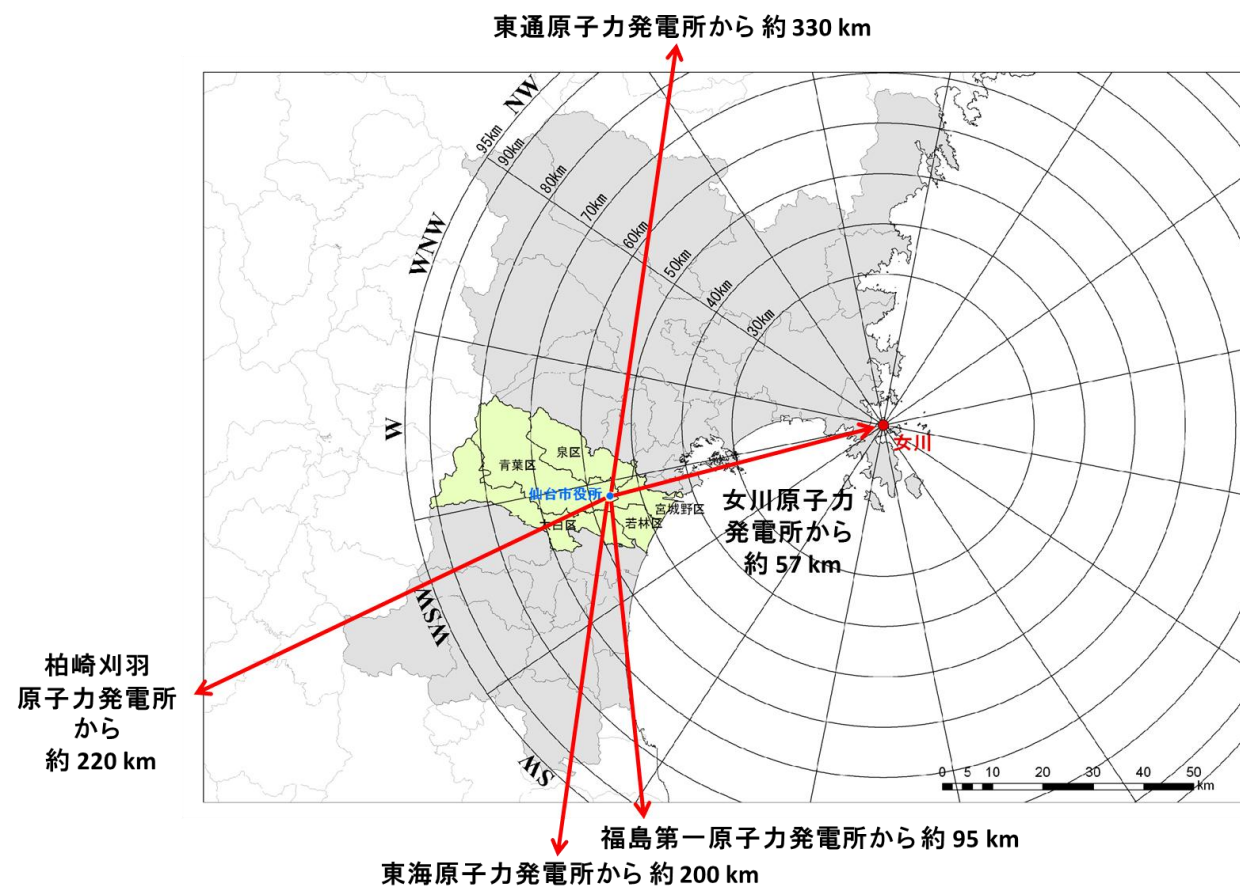 東通原子力発電所から 約 330 km
NW
95km
90km
80km
70km
60km
50km
40km
30km
WNW
W
女川
青葉区
泉区
仙台市役所
宮城野区
若林区
女川原子力
発電所から
約 57 km
WSW
柏崎刈羽
原子力発電所
から
約 220 km
SW
0 5 10 20 30 40 50
km
福島第一原子力発電所から 約 95 km
東海原子力発電所から 約 200 km